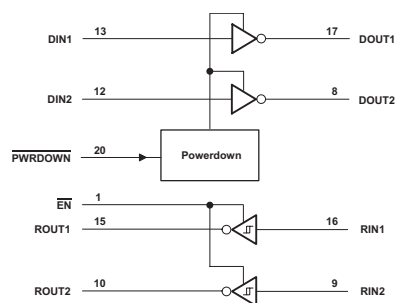 DIN1 13 17 DOUT1
DIN2 12 8 DOUT2
PWRDOWN 20 Powerdown
EN 1
ROUT1 15 16 RIN1
ROUT2 10 9 RIN2